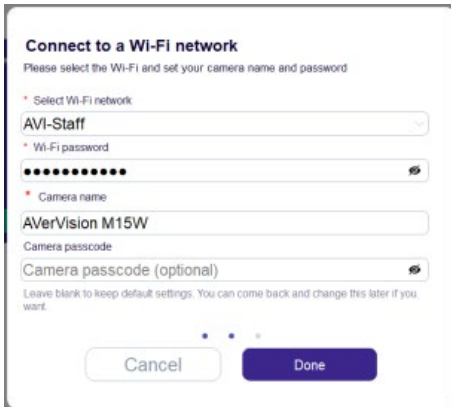 Connect to a Wi-Fi network
Please select the Wi-Fi and set your camera name and password
* Select Wi-Fi network
AVI-Staff
* Wi-Fi password
●●●●●●●●●●●
* Camera name
AVerVision M15W
Camera passcode
Camera passcode (optional)
Leave blank to keep default settings. You can come back and change this later if you
want.
Cancel Done